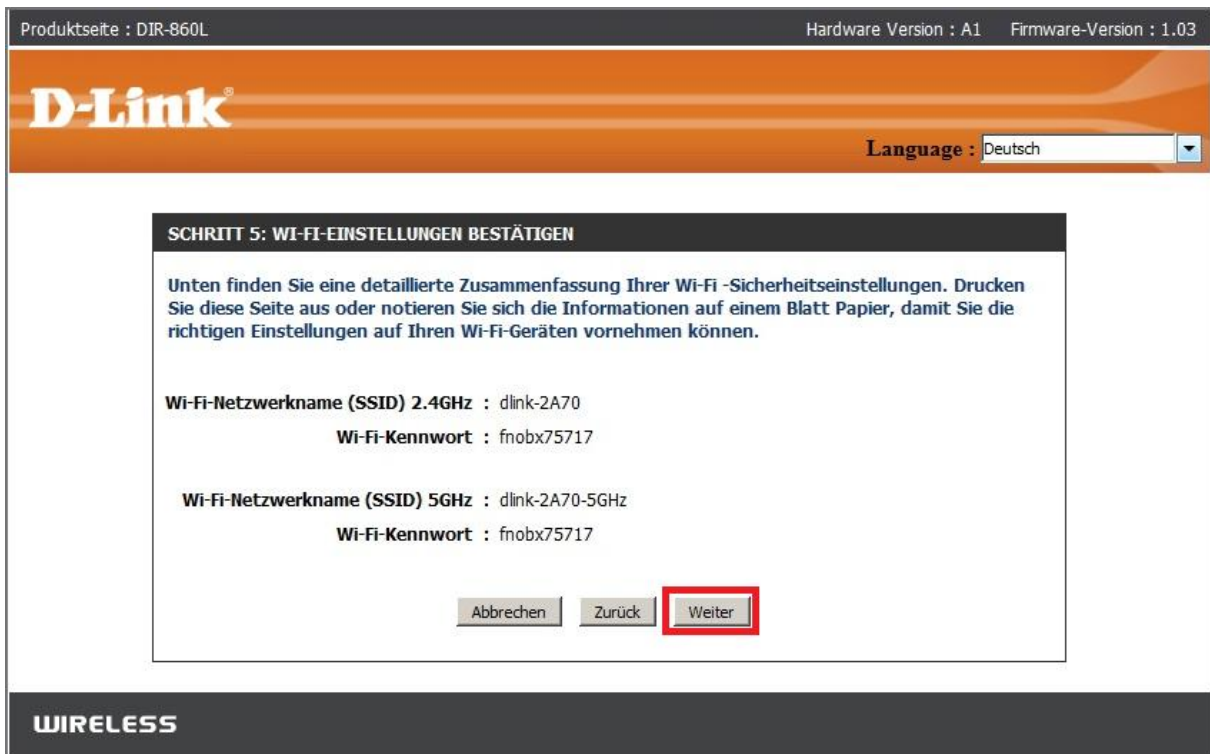 Produktseite : DIR-860L Hardware Version : A1 Firmware-Version : 1.03
D-Link®
Language : Deutsch
SCHRITT 5: WI-FI-EINSTELLUNGEN BESTÄTIGEN
Unten finden Sie eine detaillierte Zusammenfassung Ihrer Wi-Fi -Sicherheitseinstellungen. Drucken
Sie diese Seite aus oder notieren Sie sich die Informationen auf einem Blatt Papier, damit Sie die
richtigen Einstellungen auf Ihren Wi-Fi-Geräten vornehmen können.
Wi-Fi-Netzwerkname (SSID) 2.4GHz : dlink-2A70
Wi-Fi-Kennwort : fnobx75717
Wi-Fi-Netzwerkname (SSID) 5GHz : dlink-2A70-5GHz
Wi-Fi-Kennwort : fnobx75717
Abbrechen Zurück Weiter
WIRELESS